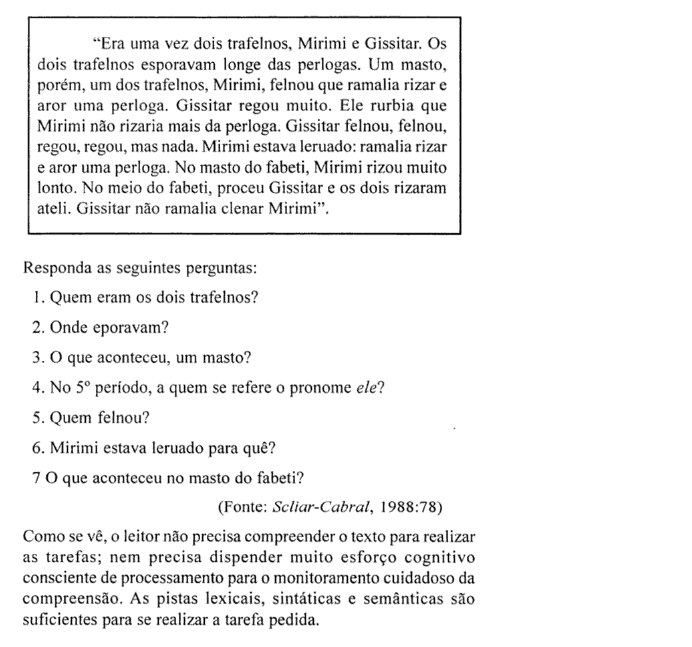 “Era uma vez dois trafelnos, Mirimi e Gissitar. Os
dois trafelnos esporavam longe das perlogas. Um masto,
porém, um dos trafelnos, Mirimi, felnou que ramalia rizar e
aror uma perloga. Gissitar regou muito. Ele rurbia que
Mirimi não rizaria mais da perloga. Gissitar felnou, felnou,
regou, regou, mas nada. Mirimi estava leruado: ramalia rizar
e aror uma perloga. No masto do fabeti, Mirimi rizou muito
lonto. No meio do fabeti, proceu Gissitar e os dois rizaram
ateli. Gissitar não ramalia clenar Mirimi”.
Responda as seguintes perguntas:
1. Quem eram os dois trafelnos?
2. Onde eporavam?
3. O que aconteceu, um masto?
4. No 5º período, a quem se refere o pronome ele?
5. Quem felnou?
6. Mirimi estava leruado para quê?
7 O que aconteceu no masto do fabeti?
(Fonte: Scliar-Cabral, 1988:78)
Como se vê, o leitor não precisa compreender o texto para realizar
as tarefas; nem precisa dispender muito esforço cognitivo
consciente de processamento para o monitoramento cuidadoso da
compreensão. As pistas lexicais, sintáticas e semânticas são
suficientes para se realizar a tarefa pedida.